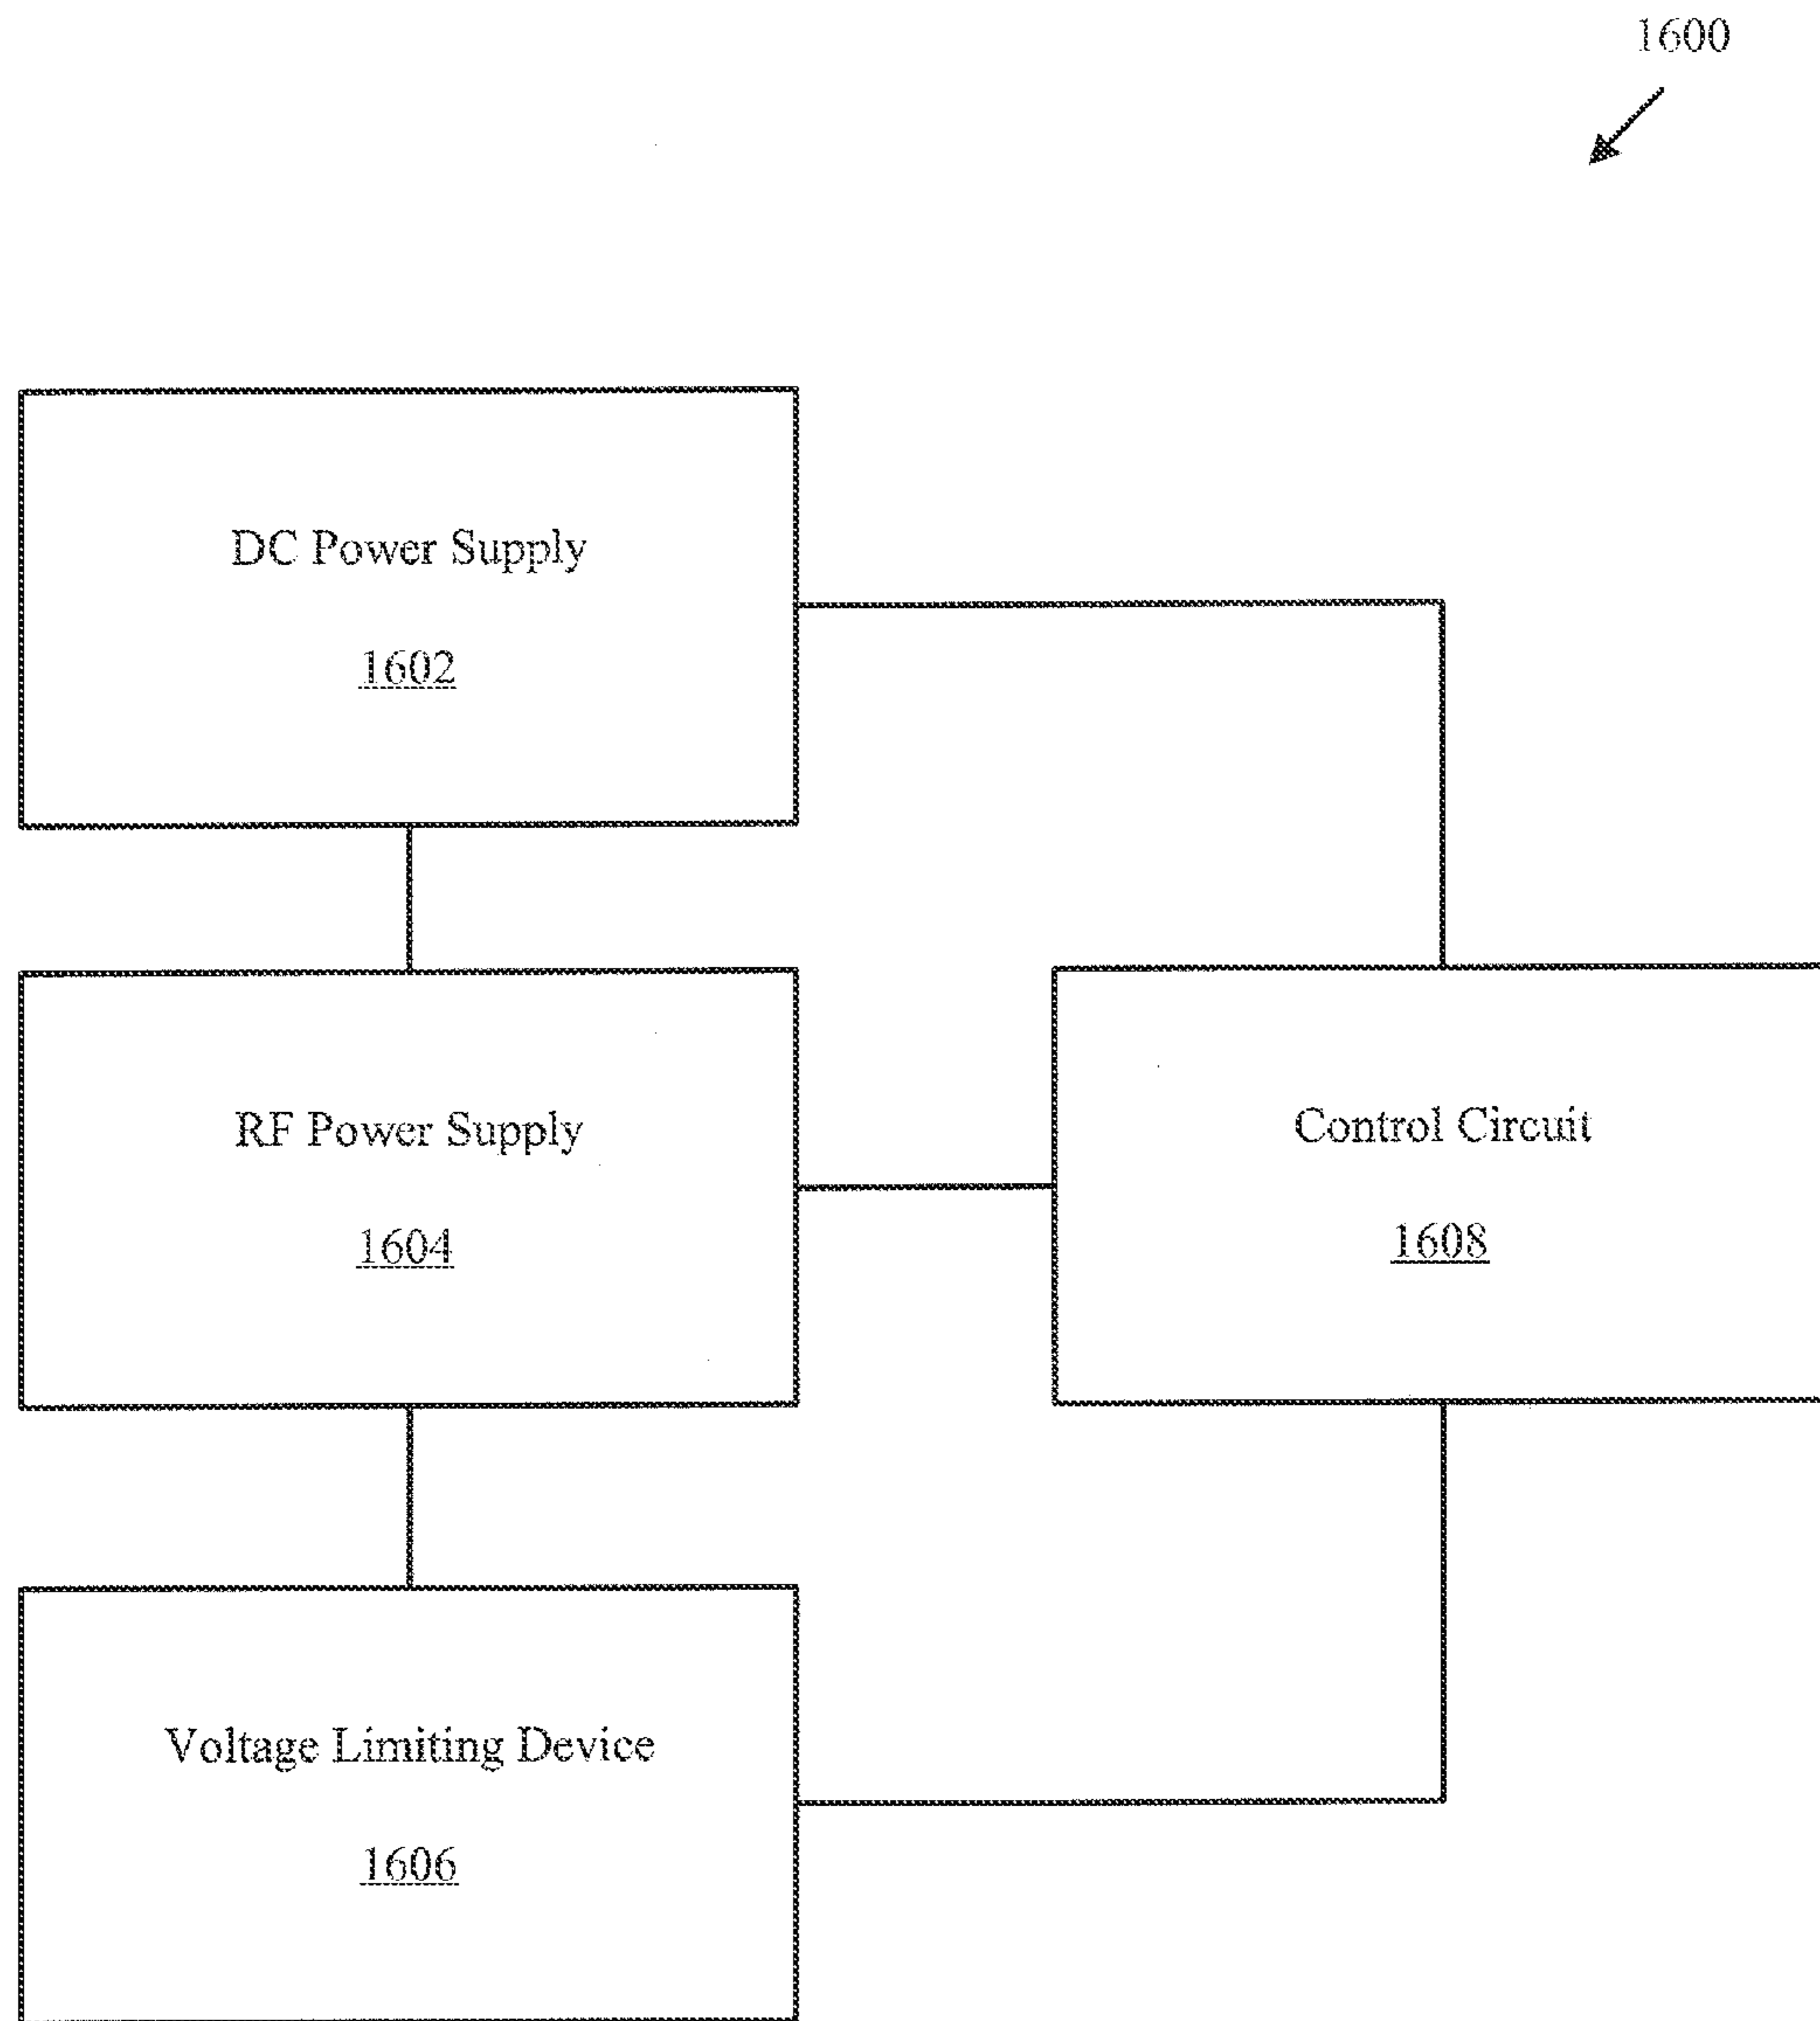 1600
DC Power Supply
1602
RF Power Supply
1604
Control Circuit
1608
Voltage Limiting Device
1606